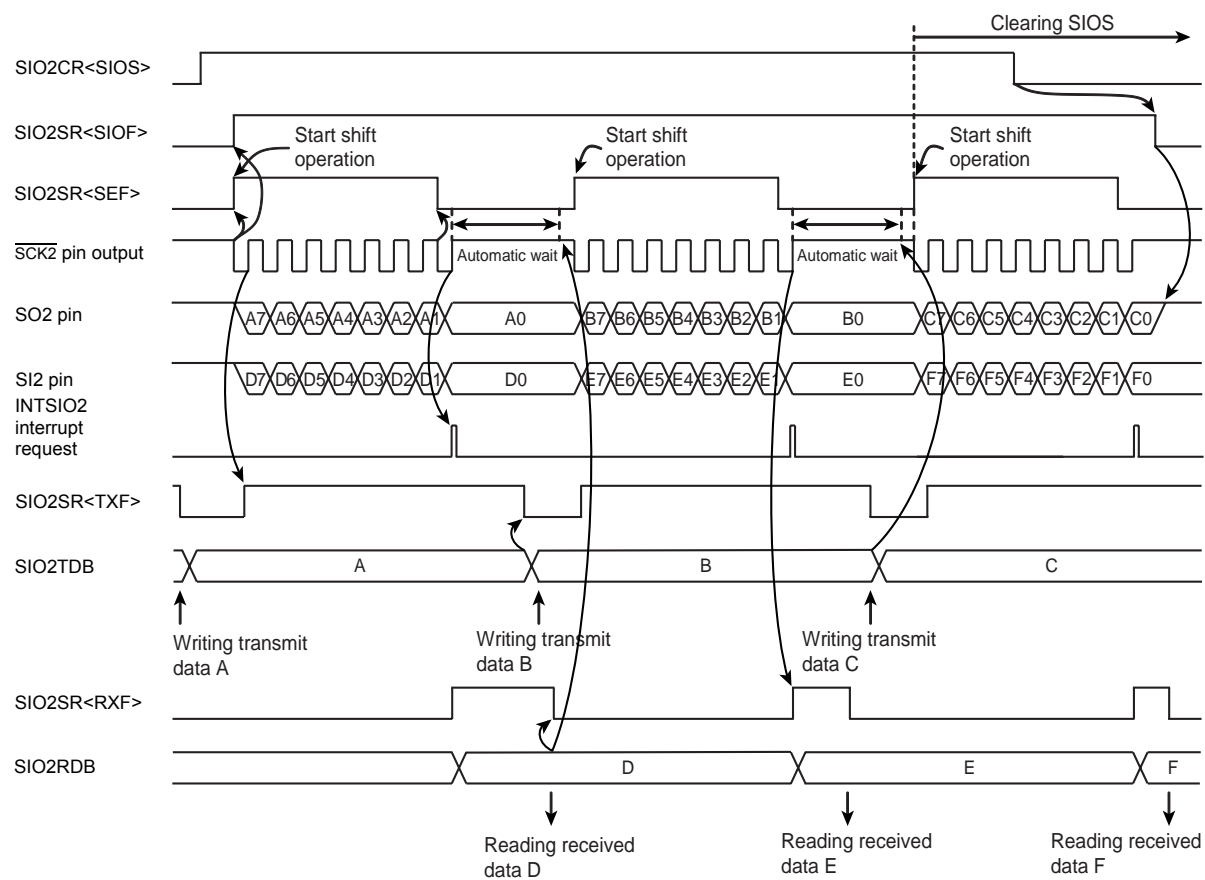 Clearing SIOS
SIO2CR<SIOS>
SIO2SR<SIOF>
Start shift
operation
Start shift
operation
Start shift
operation
SIO2SR<SEF>
SCK2 pin output
Automatic wait
Automatic wait
SO2 pin
A7 A6 A5 A4 A3 A2 A1 A0 B7 B6 B5 B4 B3 B2 B1 B0 C7 C6 C5 C4 C3 C2 C1 C0
SI2 pin
D7 D6 D5 D4 D3 D2 D1 D0 E7 E6 E5 E4 E3 E2 E1 E0 F7 F6 F5 F4 F3 F2 F1 F0
INTSIO2
interrupt
request
SIO2SR<TXF>
SIO2TDB
A B C
Writing transmit
data A
Writing transmit
data B
Writing transmit
data C
SIO2SR<RXF>
SIO2RDB
D E F
Reading received
data D
Reading received
data E
Reading received
data F